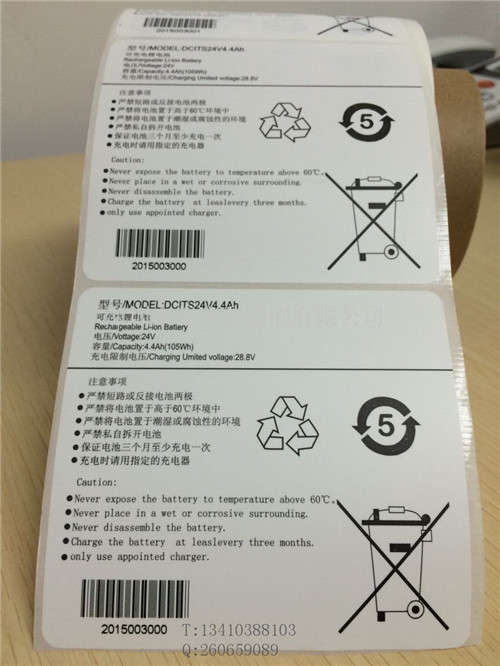 2015003001
型号/MODEL:DCITS24V4.4Ah
可充电锂电池
Rechargeable Li-ion Battery
电压/Voltage:24V
容量/Capacity:4.4Ah(105Wh)
充电限制电压/Charging Umited voltage:28.8V
注意事项
●严禁短路或反接电池两极
●严禁将电池置于高于60℃环境中
●严禁将电池置于潮湿或腐蚀性的环境
●严禁私自拆开电池
●保证电池三个月至少充电一次
●充电时请用指定的充电器
5
Caution:
●Never expose the battery to temperature above 60℃。
●Never place in a wet or corrosive surrounding.
●Never disassemble the battery.
●Charge the battery at leaslevery three months.
●only use appointed charger.
2015003000
型号/MODEL:DCITS24V4.4Ah
可充电锂电池
Rechargeable Li-ion Battery
电压/Voltage:24V
容量/Capacity:4.4Ah(105Wh)
充电限制电压/Charging Umited voltage:28.8V
注意事项
●严禁短路或反接电池两极
●严禁将电池置于高于60℃环境中
●严禁将电池置于潮湿或腐蚀性的环境
●严禁私自拆开电池
●保证电池三个月至少充电一次
●充电时请用指定的充电器
5
Caution:
●Never expose the battery to temperature above 60℃。
●Never place in a wet or corrosive surrounding.
●Never disassemble the battery.
●Charge the battery at leaslevery three months.
●only use appointed charger.
2015003000
T:13410388103
Q:260659089